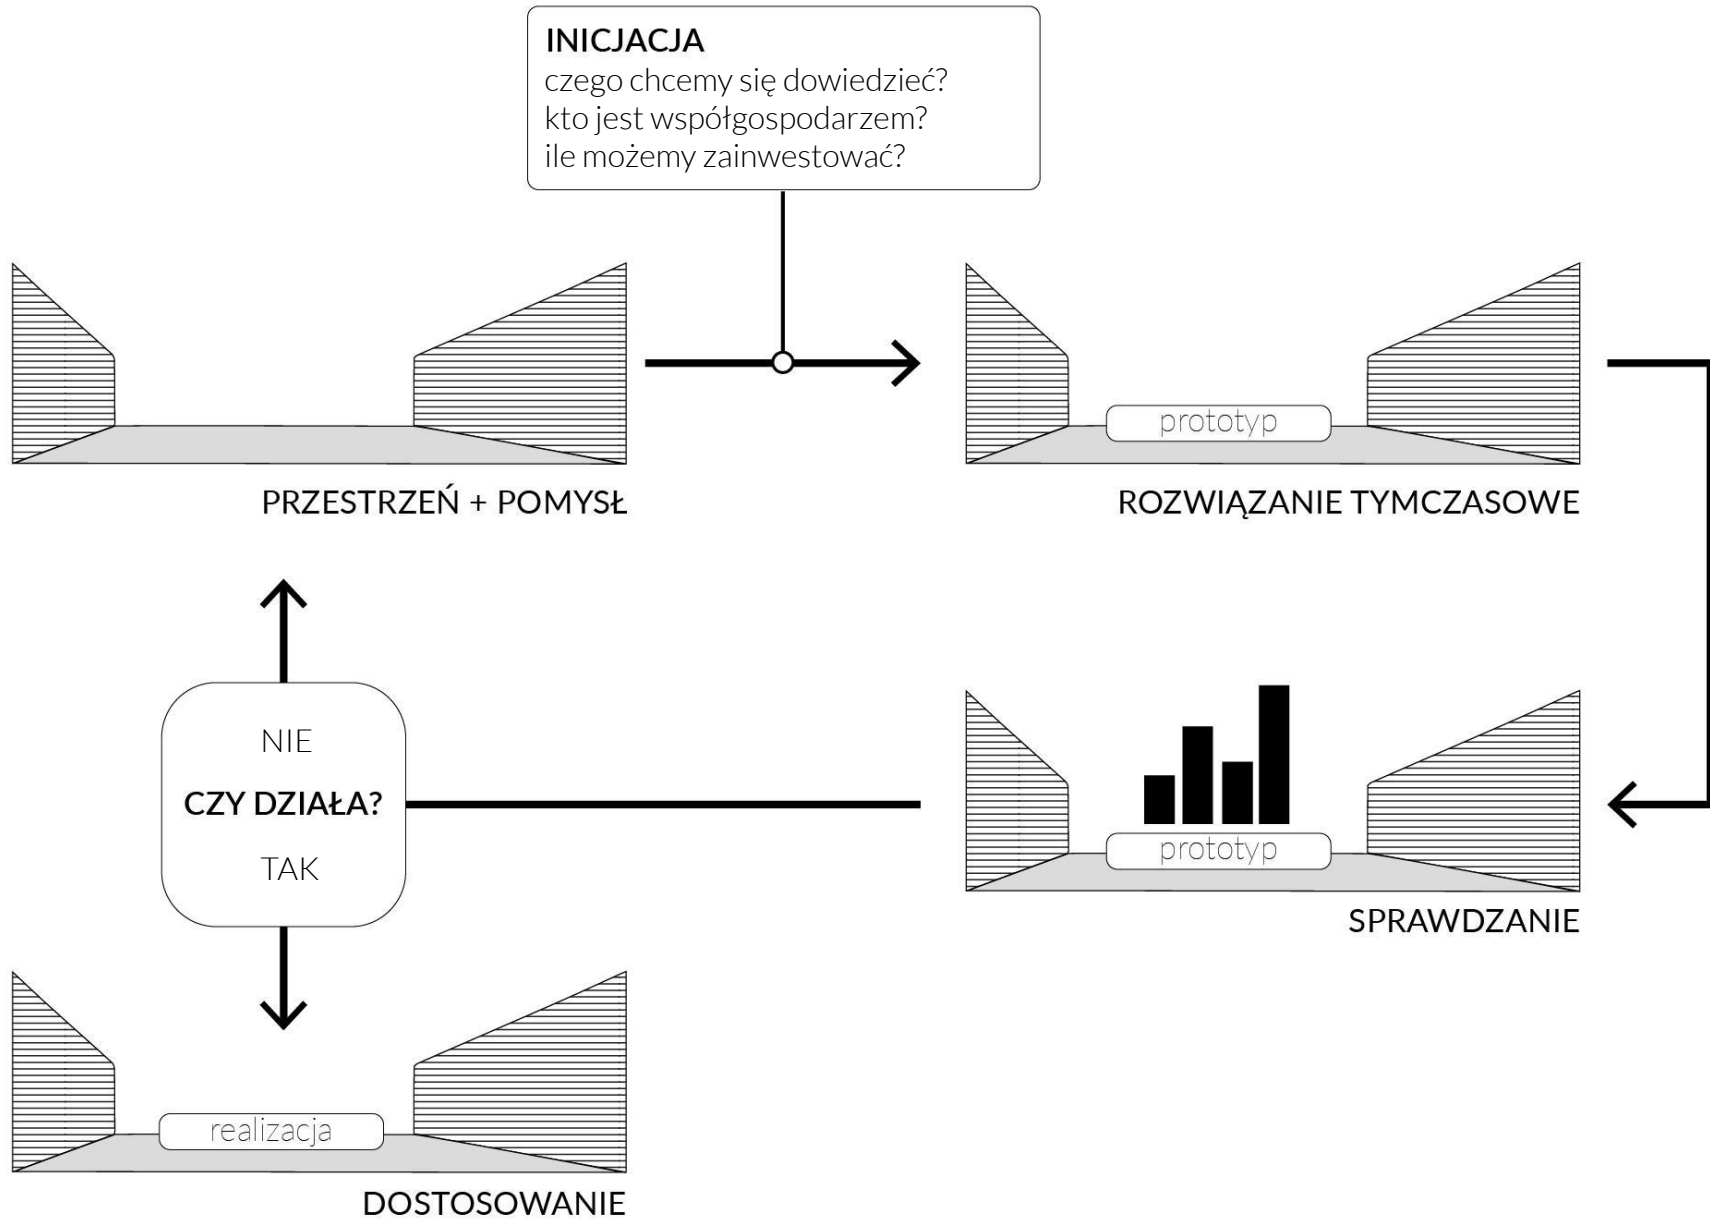 INICJACJA
czego chcemy się dowiedzieć?
kto jest współgospodarzem?
ile możemy zainwestować?
PRZESTRZEŃ + POMYSŁ
prototyp
ROZWIĄZANIE TYMCZASOWE
NIE
CZY DZIAŁA?
TAK
prototyp
SPRAWDZANIE
realizacja
DOSTOSOWANIE